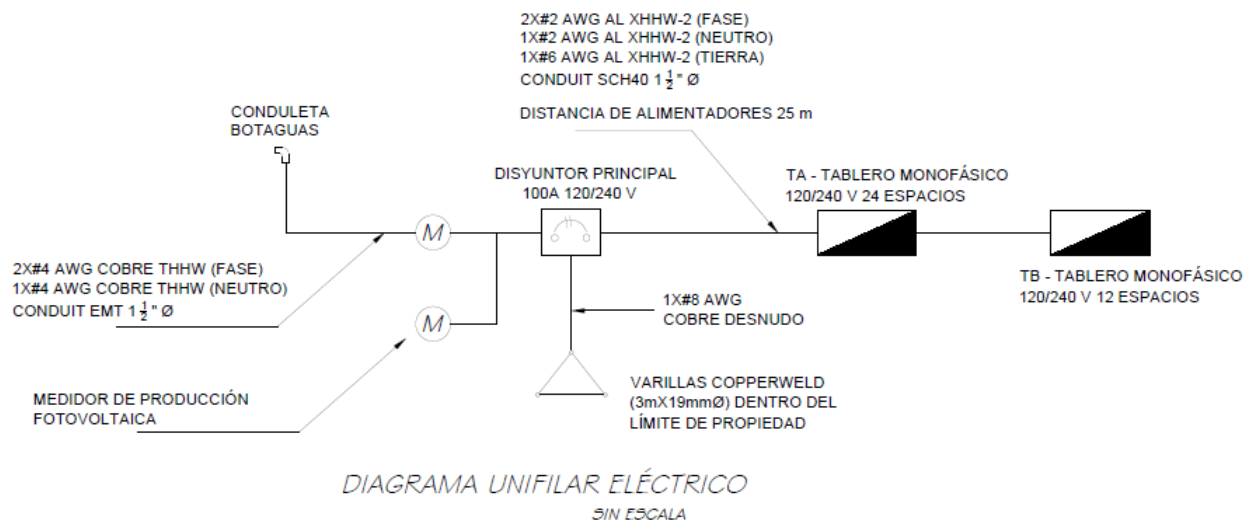 2X#2 AWG AL XHHW-2 (FASE)
1X#2 AWG AL XHHW-2 (NEUTRO)
1X#6 AWG AL XHHW-2 (TIERRA)
CONDUIT SCH40 1 1/2" Ø
DISTANCIA DE ALIMENTADORES 25 m
CONDULETA
BOTAGUAS
DISYUNTOR PRINCIPAL
100A 120/240 V
TA - TABLERO MONOFÁSICO
120/240 V 24 ESPACIOS
M
2X#4 AWG COBRE THHW (FASE)
1X#4 AWG COBRE THHW (NEUTRO)
CONDUIT EMT 1 1/2" Ø
TB - TABLERO MONOFÁSICO
120/240 V 12 ESPACIOS
1X#8 AWG
COBRE DESNUDO
M
MEDIDOR DE PRODUCCIÓN
FOTOVOLTAICA
VARILLAS COPPERWELD
(3mX19mmØ) DENTRO DEL
LÍMITE DE PROPIEDAD
DIAGRAMA UNIFILAR ELÉCTRICO
SIN ESCALA